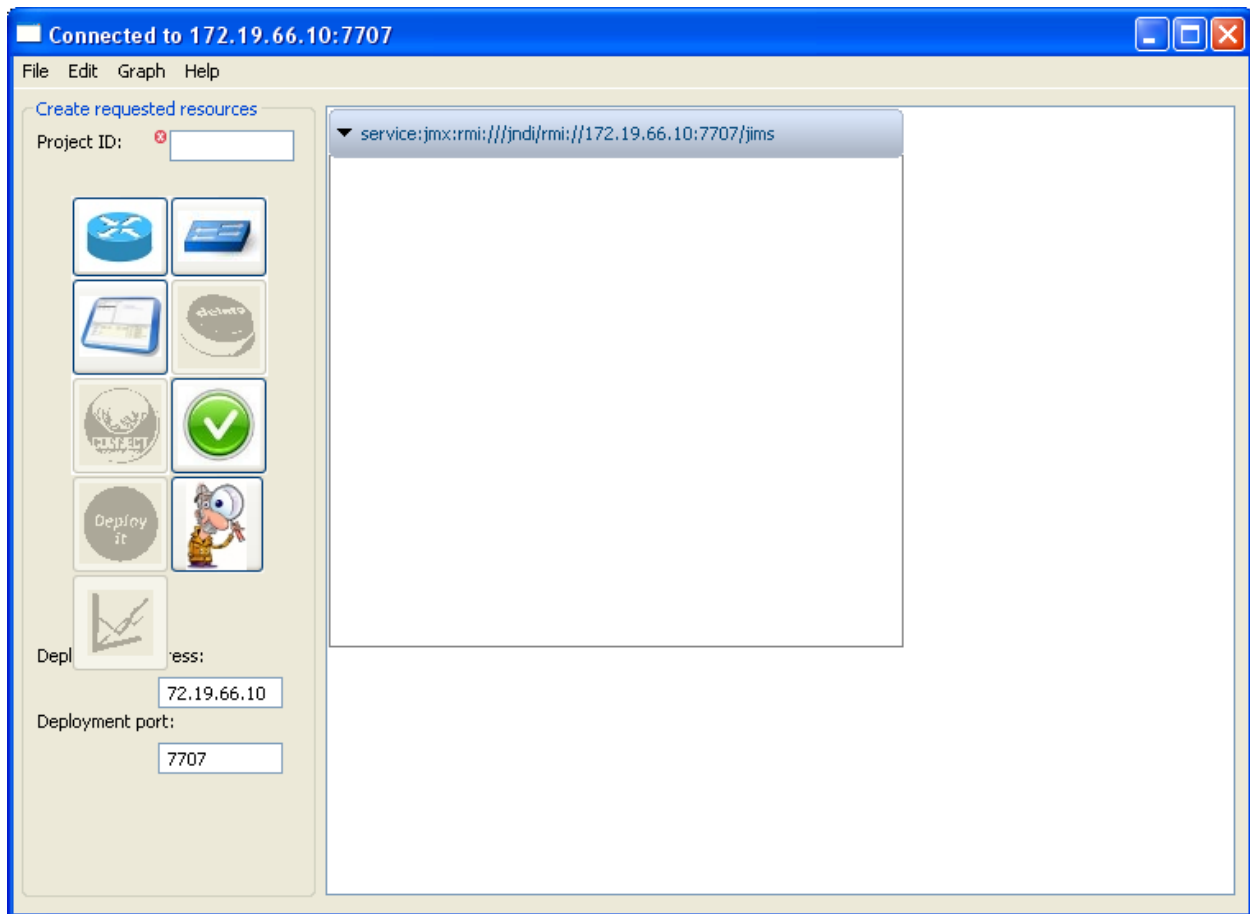 Connected to 172.19.66.10:7707
File Edit Graph Help
Create requested resources
Project ID:
service:jmx:rmi:///jndi/rmi://172.19.66.10:7707/jims
delete
CONNECT
Deploy
it
Depl ress:
72.19.66.10
Deployment port:
7707